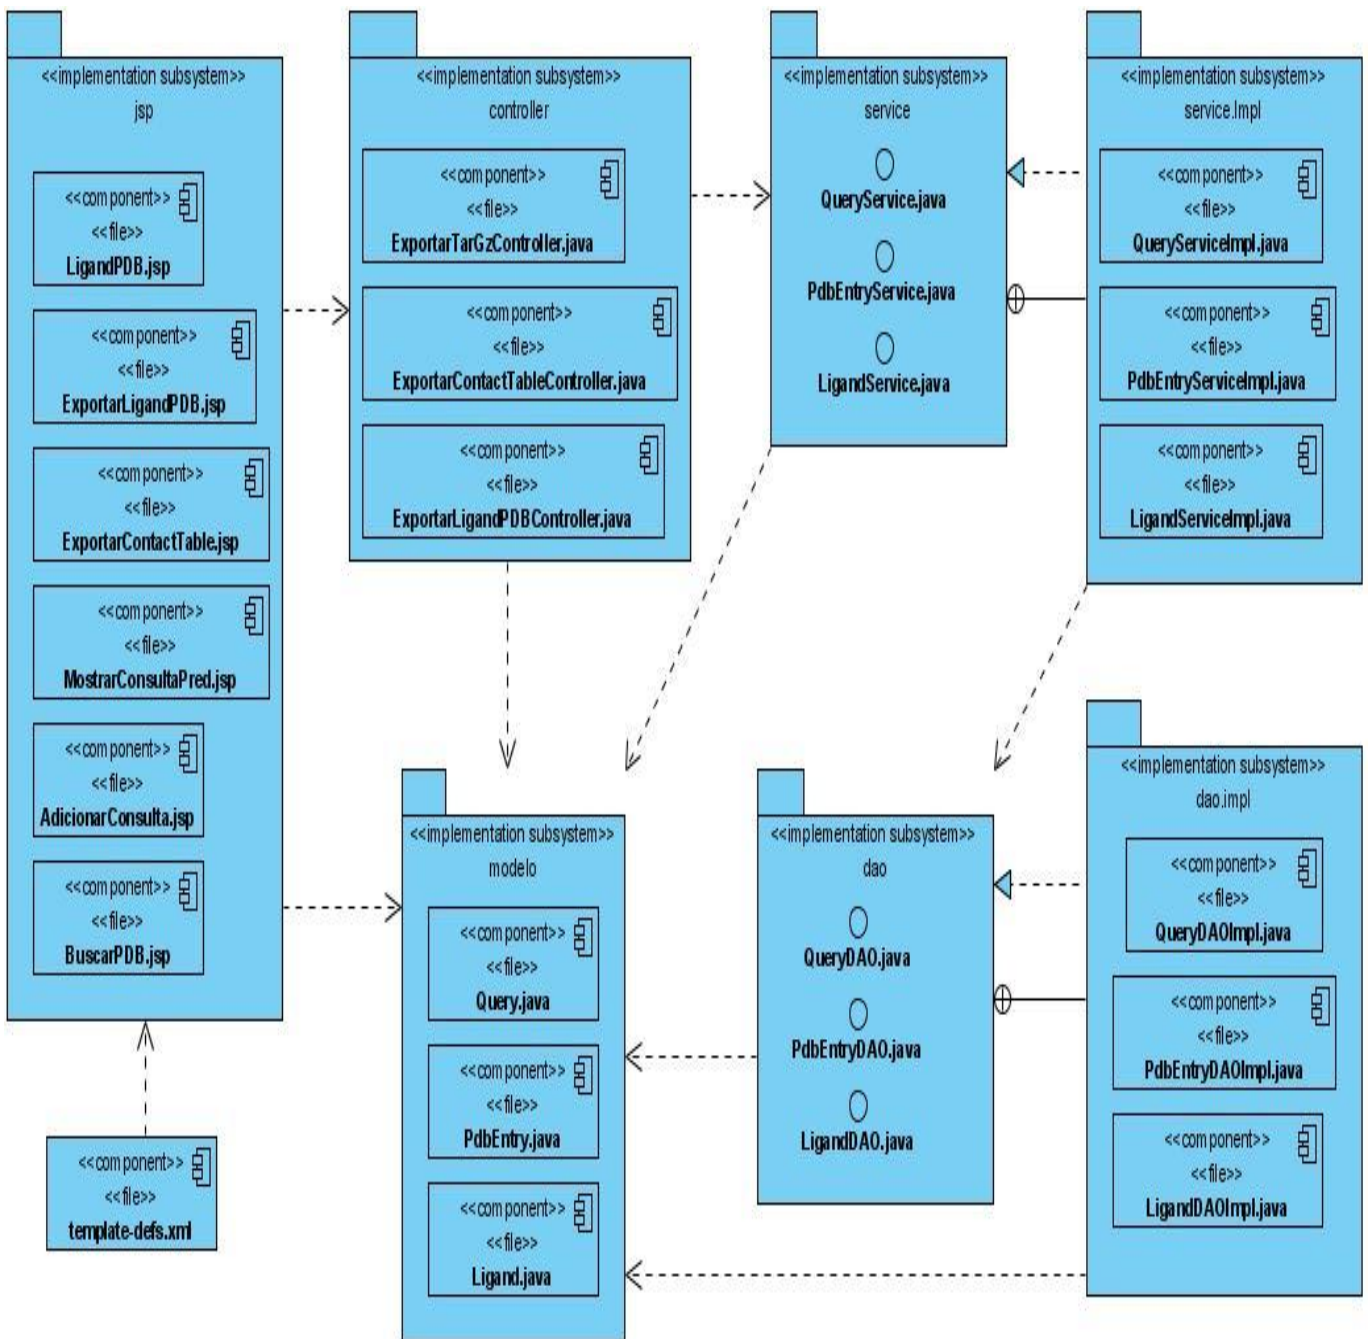 <<implementation subsystem>>
jsp
<<component>>
<<file>>
LigandPDB.jsp
<<component>>
<<file>>
ExportarLigandPDB.jsp
<<component>>
<<file>>
ExportarContactTable.jsp
<<component>>
<<file>>
MostrarConsultaPred.jsp
<<component>>
<<file>>
AdicionarConsulta.jsp
<<component>>
<<file>>
BuscarPDB.jsp
<<component>>
<<file>>
template-defs.xml
<<implementation subsystem>>
controller
<<component>>
<<file>>
ExportarTarGzController.java
<<component>>
<<file>>
ExportarContactTableController.java
<<component>>
<<file>>
ExportarLigandPDBController.java
<<implementation subsystem>>
service
QueryService.java
PdbEntryService.java
LigandService.java
<<implementation subsystem>>
service.Impl
<<component>>
<<file>>
QueryServiceImpl.java
<<component>>
<<file>>
PdbEntryServiceImpl.java
<<component>>
<<file>>
LigandServiceImpl.java
<<implementation subsystem>>
modelo
<<component>>
<<file>>
Query.java
<<component>>
<<file>>
PdbEntry.java
<<component>>
<<file>>
Ligand.java
<<implementation subsystem>>
dao
QueryDAO.java
PdbEntryDAO.java
LigandDAO.java
<<implementation subsystem>>
dao.impl
<<component>>
<<file>>
QueryDAOImpl.java
<<component>>
<<file>>
PdbEntryDAOImpl.java
<<component>>
<<file>>
LigandDAOImpl.java